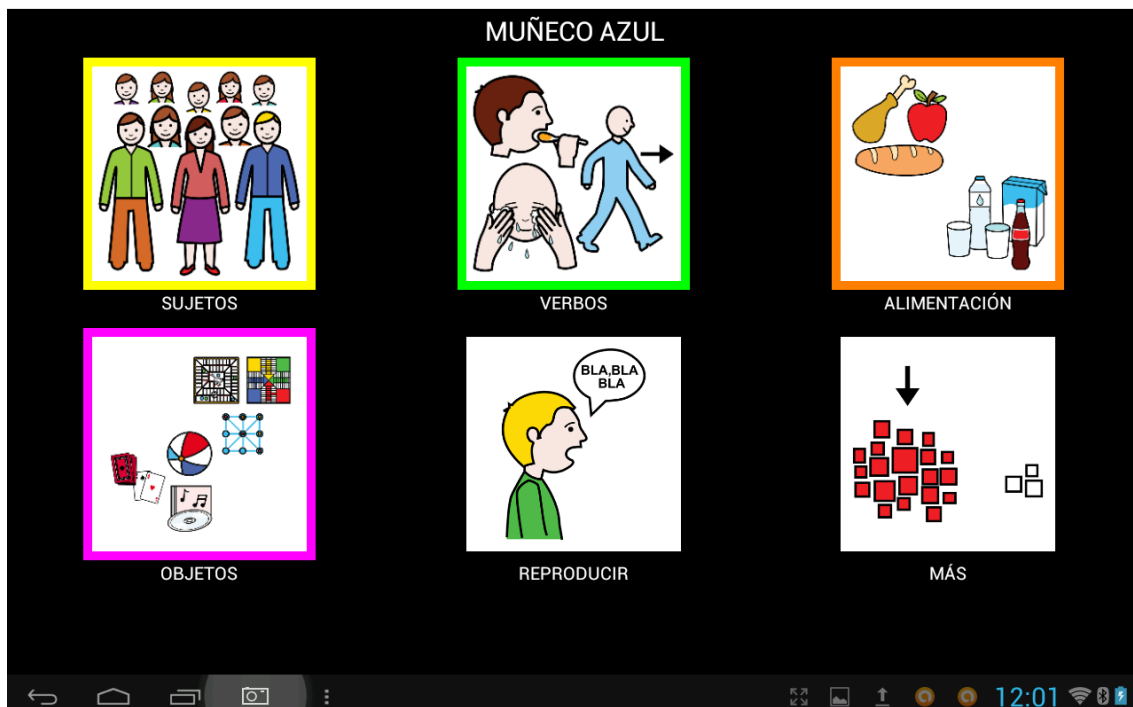 MUÑECO AZUL
SUJETOS
VERBOS
ALIMENTACIÓN
BLA,BLA
BLA
OBJETOS
REPRODUCIR
MÁS
12:01